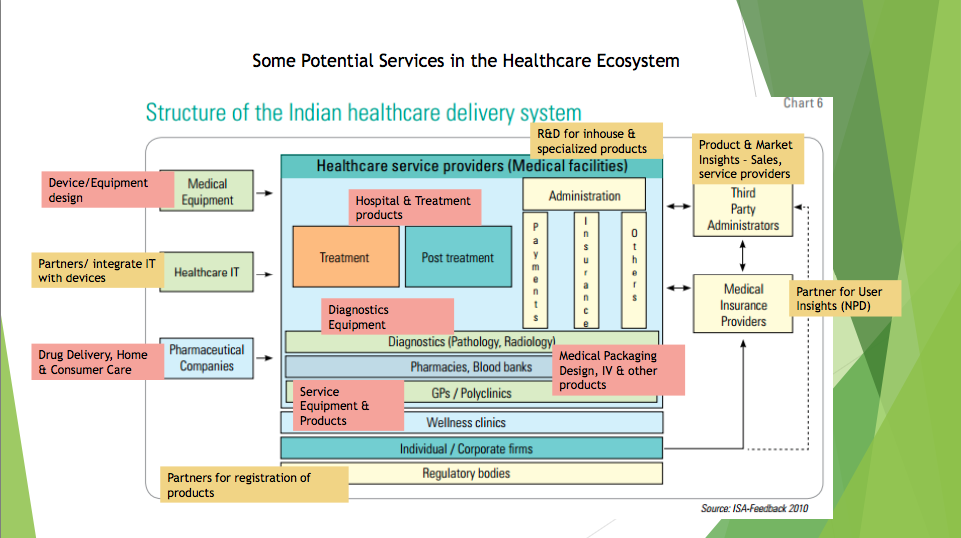 Some Potential Services in the Healthcare Ecosystem
Chart 6
Structure of the Indian healthcare delivery system
R&D for inhouse &
specialized products
Product & Market
Insights - Sales,
service providers
Healthcare service providers (Medical facilities)
Device/Equipment
design
Medical
Equipment
Hospital & Treatment
products
Administration
Third
Party
Administrators
Treatment
Post treatment
Payments
Insurance
Others
Partners/ integrate IT
with devices
Healthcare IT
Medical
Insurance
Providers
Partner for User
Insights (NPD)
Diagnostics
Equipment
Diagnostics (Pathology, Radiology)
Drug Delivery, Home
& Consumer Care
Pharmaceutical
Companies
Pharmacies, Blood banks
Medical Packaging
Design, IV & other
products
Service
Equipment &
Products
GPs / Polyclinics
Wellness clinics
Individual / Corporate firms
Regulatory bodies
Partners for registration of
products
Source: ISA-Feedback 2010